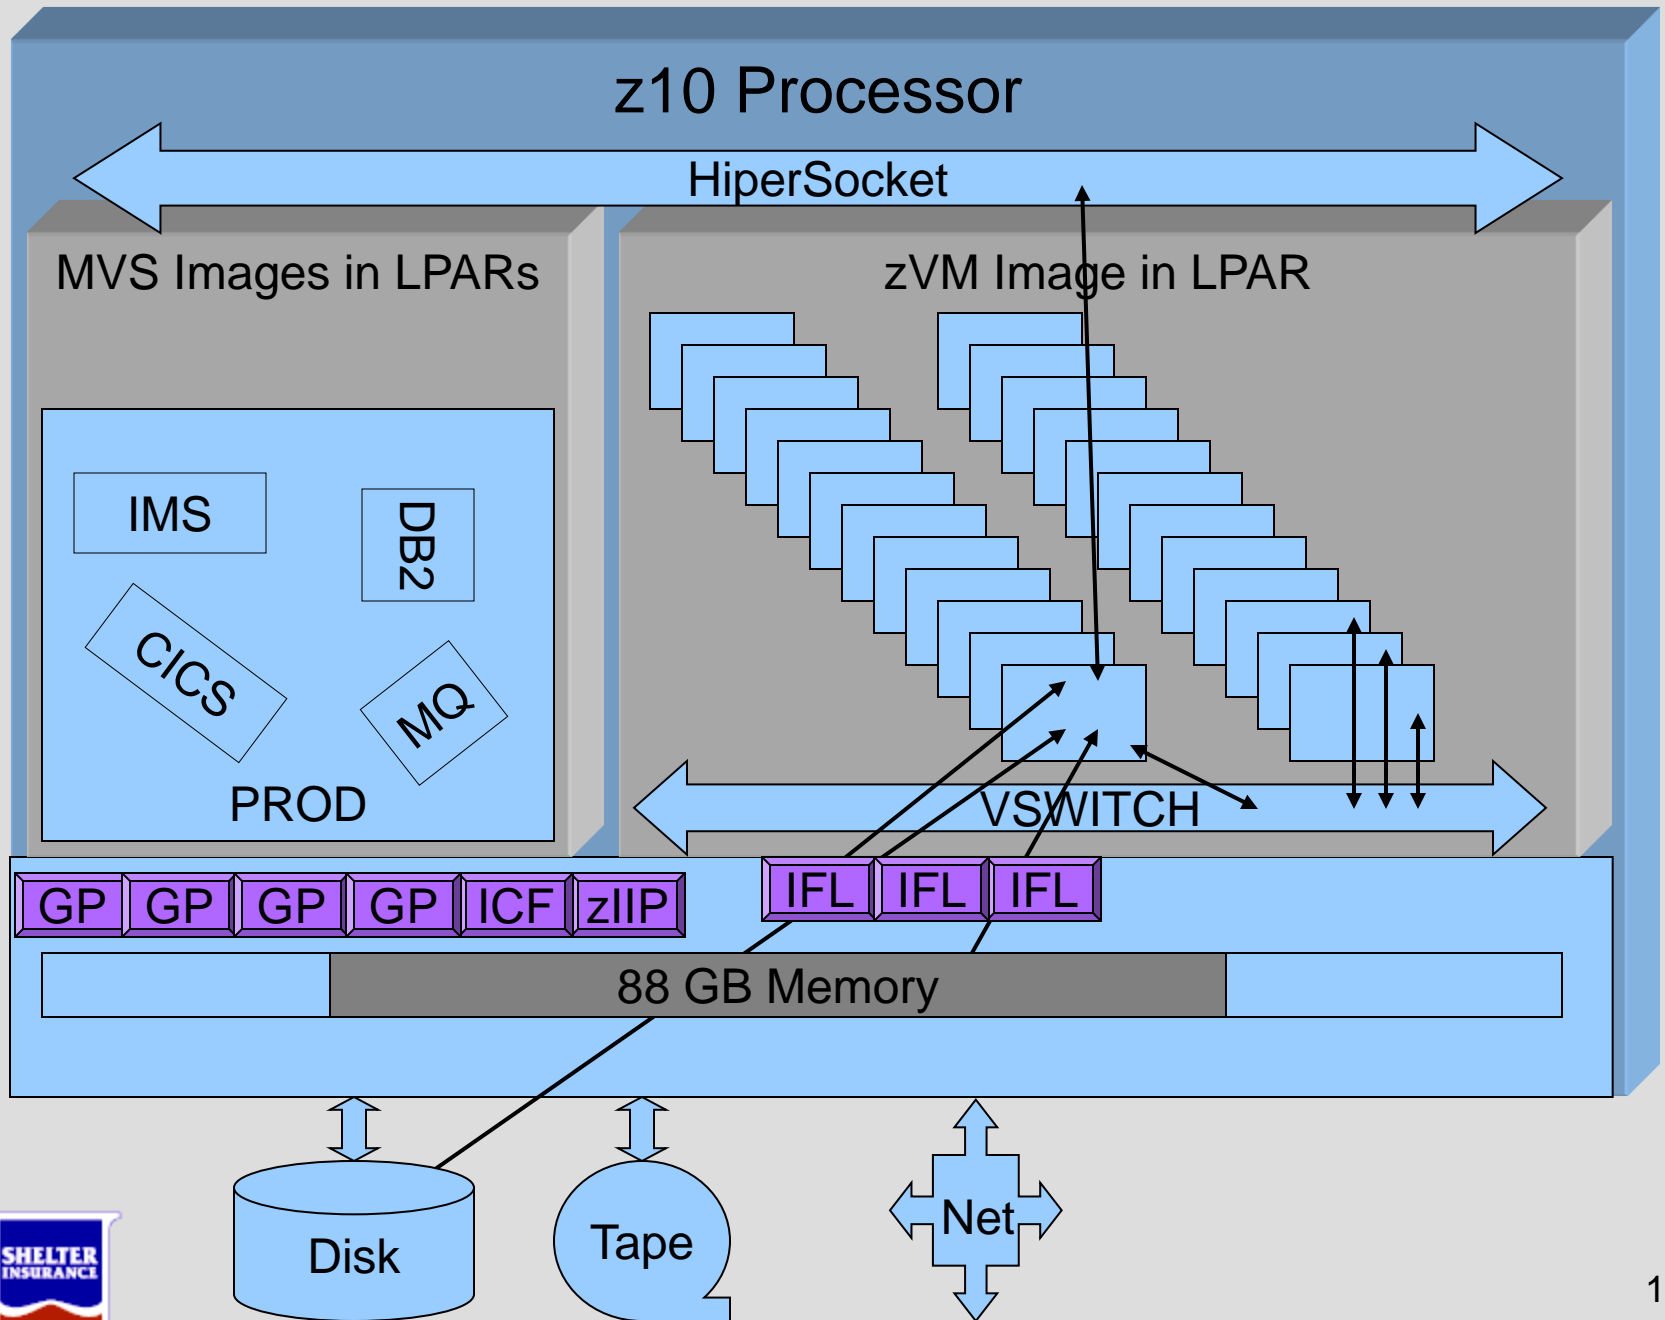 z10 Processor
HiperSocket
MVS Images in LPARs
zVM Image in LPAR
IMS
DB2
CICS
MQ
PROD
VSWITCH
GP GP GP GP ICF zIIP
IFL IFL IFL
88 GB Memory
Disk
Tape
Net
SHELTER
INSURANCE
1